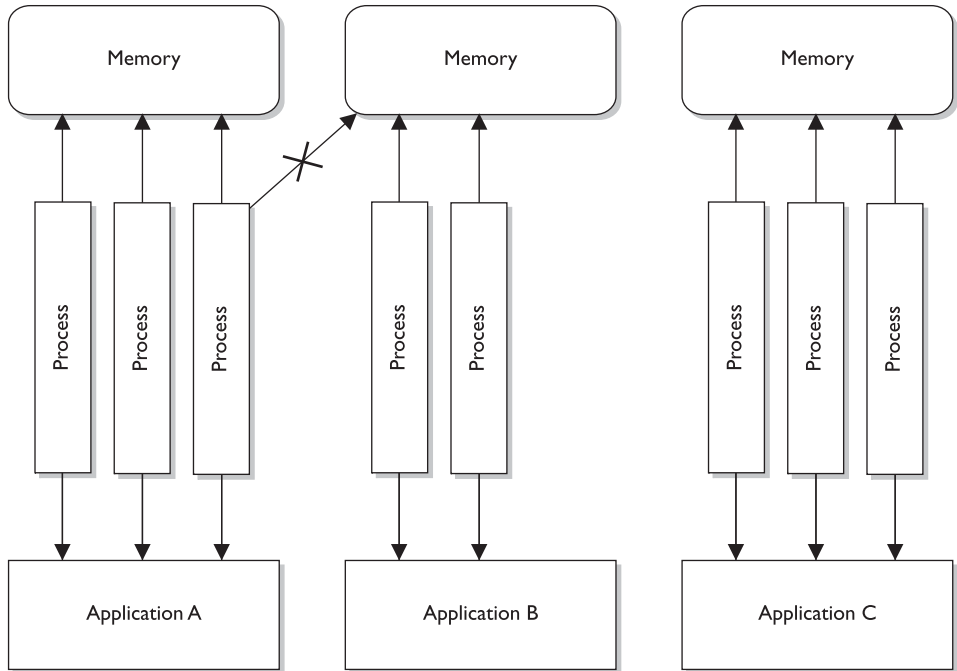 Memory
Memory
Memory
Process
Process
Process
Process
Process
Process
Process
Process
Application A
Application B
Application C